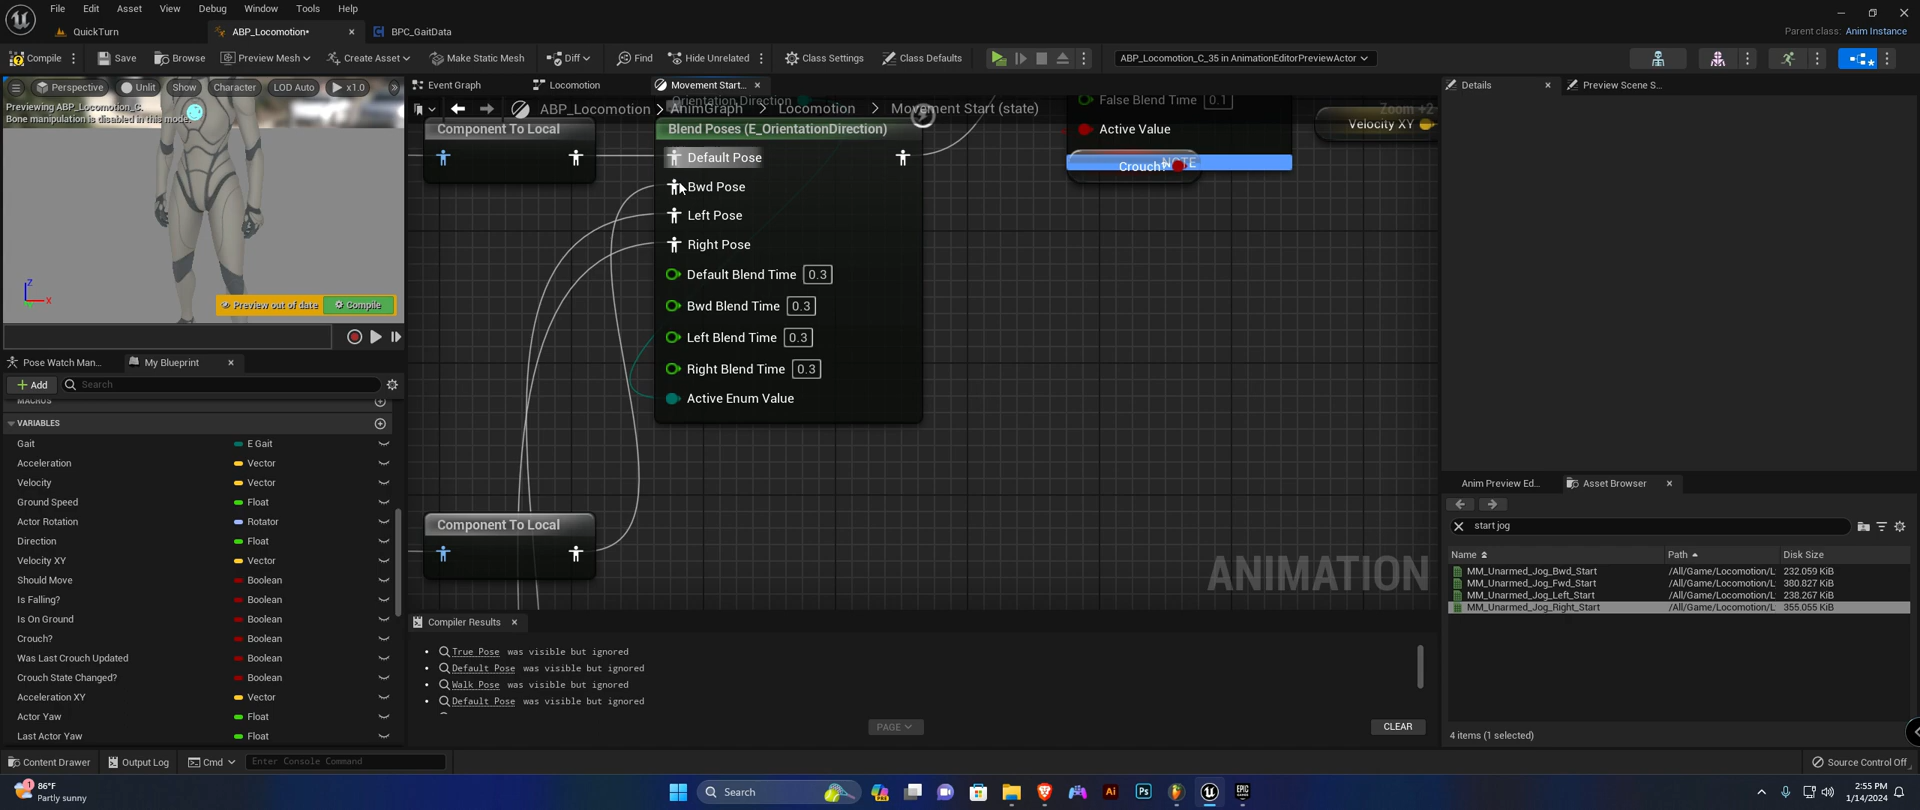 File Edit Asset View Debug Window Tools Help
QuickTurn ABP_Locomotion* BPC_GaitData
Parent class: Anim Instance
Compile Save Browse Preview Mesh Create Asset Make Static Mesh Diff Find Hide Unrelated Class Settings Class Defaults ABP_Locomotion_C_35 in AnimationEditorPreviewActor
Perspective Unlit Show Character LOD Auto x1.0
Previewing ABP_Locomotion_C.
Bone manipulation is disabled in this mode.
Z
X
Preview out of date Compile
Event Graph Locomotion Movement Start...
ABP_Locomotion > AnimGraph > Locomotion > Movement Start (state)
Orientation Direction
Component To Local
Blend Poses (E_OrientationDirection)
Default Pose
Bwd Pose
Left Pose
Right Pose
Default Blend Time 0.3
Bwd Blend Time 0.3
Left Blend Time 0.3
Right Blend Time 0.3
Active Enum Value
Component To Local
False Blend Time 0.1
Active Value
Crouch?
NOTE
Zoom +2
Velocity XY
ANIMATION
Pose Watch Man... My Blueprint
Add Search
MACROS
VARIABLES
Gait E Gait
Acceleration Vector
Velocity Vector
Ground Speed Float
Actor Rotation Rotator
Direction Float
Velocity XY Vector
Should Move Boolean
Is Falling? Boolean
Is On Ground Boolean
Crouch? Boolean
Was Last Crouch Updated Boolean
Crouch State Changed? Boolean
Acceleration XY Vector
Actor Yaw Float
Last Actor Yaw Float
Compiler Results
• True Pose was visible but ignored
• Default Pose was visible but ignored
• Walk Pose was visible but ignored
• Default Pose was visible but ignored
PAGE CLEAR
Details Preview Scene S...
Anim Preview Ed... Asset Browser
start jog
Name Path Disk Size
MM_Unarmed_Jog_Bwd_Start /All/Game/Locomotion/L 232.059 KiB
MM_Unarmed_Jog_Fwd_Start /All/Game/Locomotion/L 380.827 KiB
MM_Unarmed_Jog_Left_Start /All/Game/Locomotion/L 238.267 KiB
MM_Unarmed_Jog_Right_Start /All/Game/Locomotion/L 355.055 KiB
4 items (1 selected)
Content Drawer Output Log Cmd Enter Console Command Source Control Off
1
86°F
Partly sunny
Search
Ai Ps
2:55 PM
1/14/2024